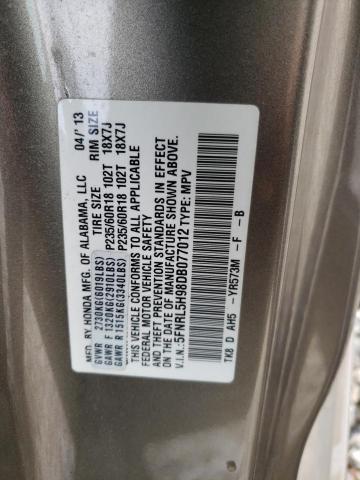 MFD. BY HONDA MFG. OF ALABAMA, LLC 04/'13
TIRE SIZE RIM SIZE
GVWR 2730KG(6019LBS)
GAWR F 1320KG(2910LBS) P235/60R18 102T 18X7J
GAWR R 1515KG(3340LBS) P235/60R18 102T 18X7J
THIS VEHICLE CONFORMS TO ALL APPLICABLE
FEDERAL MOTOR VEHICLE SAFETY
AND THEFT PREVENTION STANDARDS IN EFFECT
ON THE DATE OF MANUFACTURE SHOWN ABOVE.
V.I.N.:5FNRL5H98DB077012 TYPE: MPV
TK8 D AH5 -YR573M - F - B